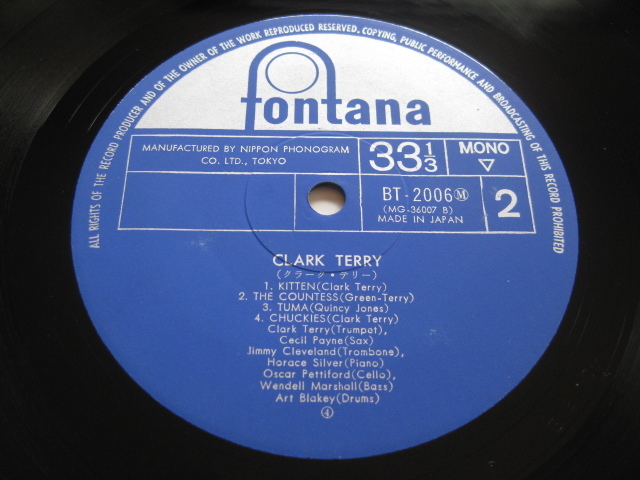 ALL RIGHTS OF THE RECORD PRODUCER AND OF THE OWNER OF THE WORK REPRODUCED RESERVED. COPYING, PUBLIC PERFORMANCE AND BROADCASTING OF THIS RECORD PROHIBITED
fontana
MANUFACTURED BY NIPPON PHONOGRAM
CO. LTD., TOKYO
33 1/3
MONO
▽
BT-2006 Ⓜ
(MG-36007 B)
MADE IN JAPAN
2
CLARK TERRY
(クラーク・テリー)
1. KITTEN(Clark Terry)
2. THE COUNTESS(Green-Terry)
3. TUMA(Quincy Jones)
4. CHUCKIES(Clark Terry)
Clark Terry(Trumpet),
Cecil Payne(Sax)
Jimmy Cleveland(Trombone),
Horace Silver(Piano)
Oscar Pettiford(Cello),
Wendell Marshall(Bass)
Art Blakey(Drums)
④